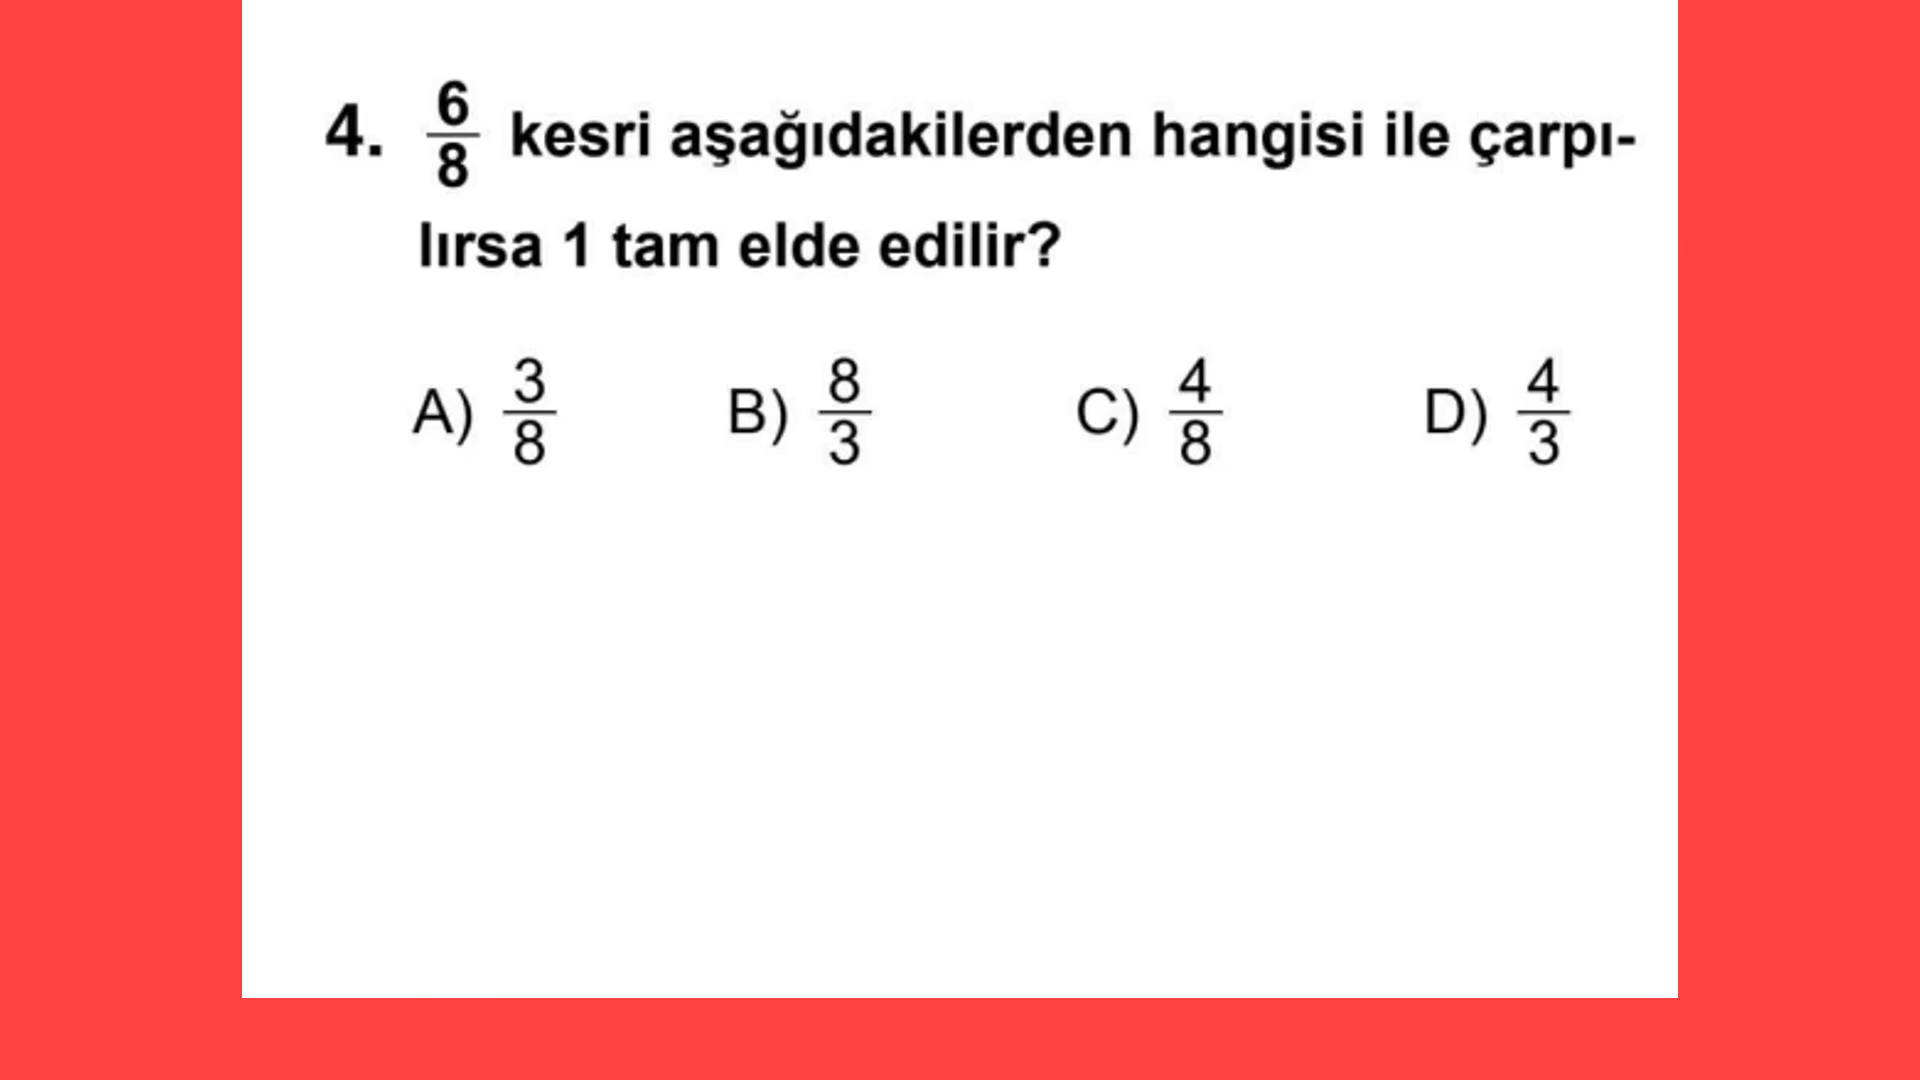 4. 6/8 kesri aşağıdakilerden hangisi ile çarpı-
lırsa 1 tam elde edilir?
A) 3/8 B) 8/3 C) 4/8 D) 4/3